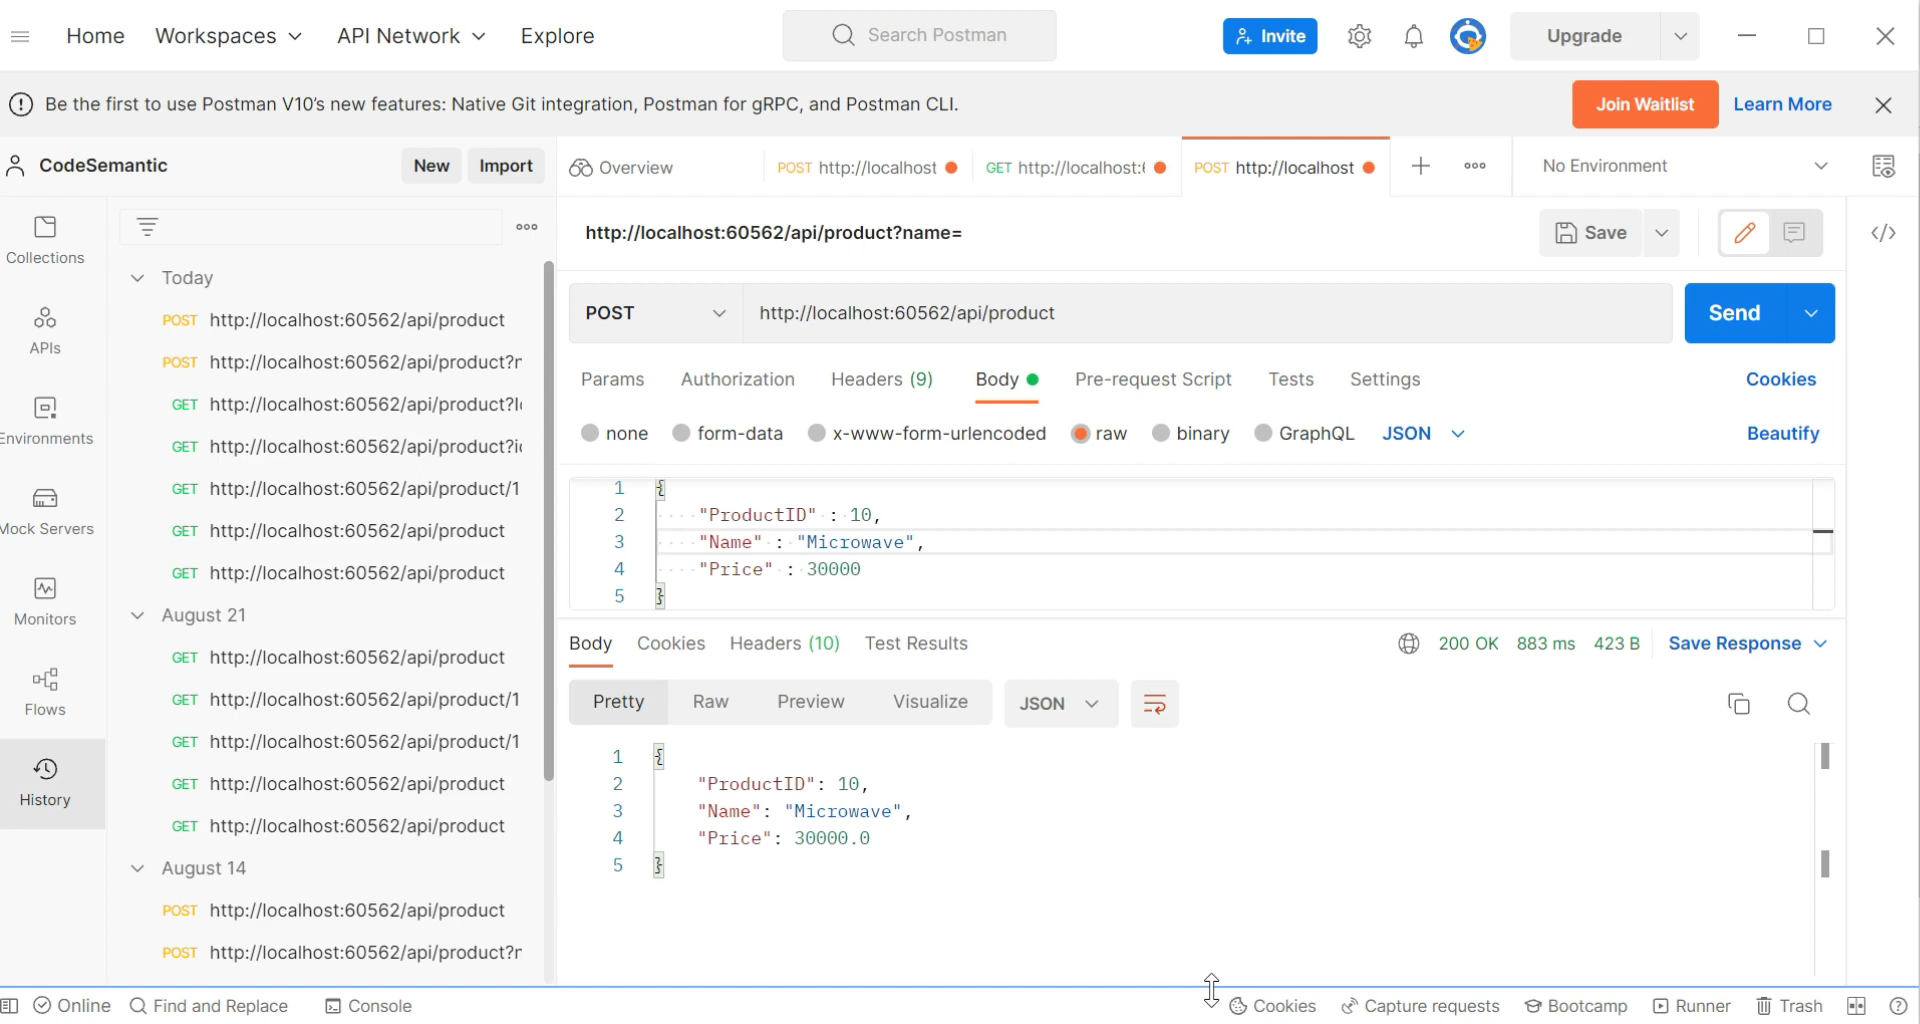 Home Workspaces API Network Explore Search Postman Invite Upgrade
Be the first to use Postman V10's new features: Native Git integration, Postman for gRPC, and Postman CLI. Join Waitlist Learn More
CodeSemantic New Import Overview POST http://localhost GET http://localhost: POST http://localhost No Environment
http://localhost:60562/api/product?name= Save
Collections
Today
POST http://localhost:60562/api/product
POST http://localhost:60562/api/product?n
GET http://localhost:60562/api/product?I
GET http://localhost:60562/api/product?i
GET http://localhost:60562/api/product/1
GET http://localhost:60562/api/product
GET http://localhost:60562/api/product
August 21
GET http://localhost:60562/api/product
GET http://localhost:60562/api/product/1
GET http://localhost:60562/api/product/1
GET http://localhost:60562/api/product
GET http://localhost:60562/api/product
August 14
POST http://localhost:60562/api/product
POST http://localhost:60562/api/product?n
APIs
Environments
Mock Servers
Monitors
Flows
History
POST http://localhost:60562/api/product Send
Params Authorization Headers (9) Body Pre-request Script Tests Settings Cookies
none form-data x-www-form-urlencoded raw binary GraphQL JSON Beautify
1 {
2 "ProductID" : 10,
3 "Name" : "Microwave",
4 "Price" : 30000
5 }
Body Cookies Headers (10) Test Results 200 OK 883 ms 423 B Save Response
Pretty Raw Preview Visualize JSON
1 {
2 "ProductID": 10,
3 "Name": "Microwave",
4 "Price": 30000.0
5 }
Online Find and Replace Console Cookies Capture requests Bootcamp Runner Trash